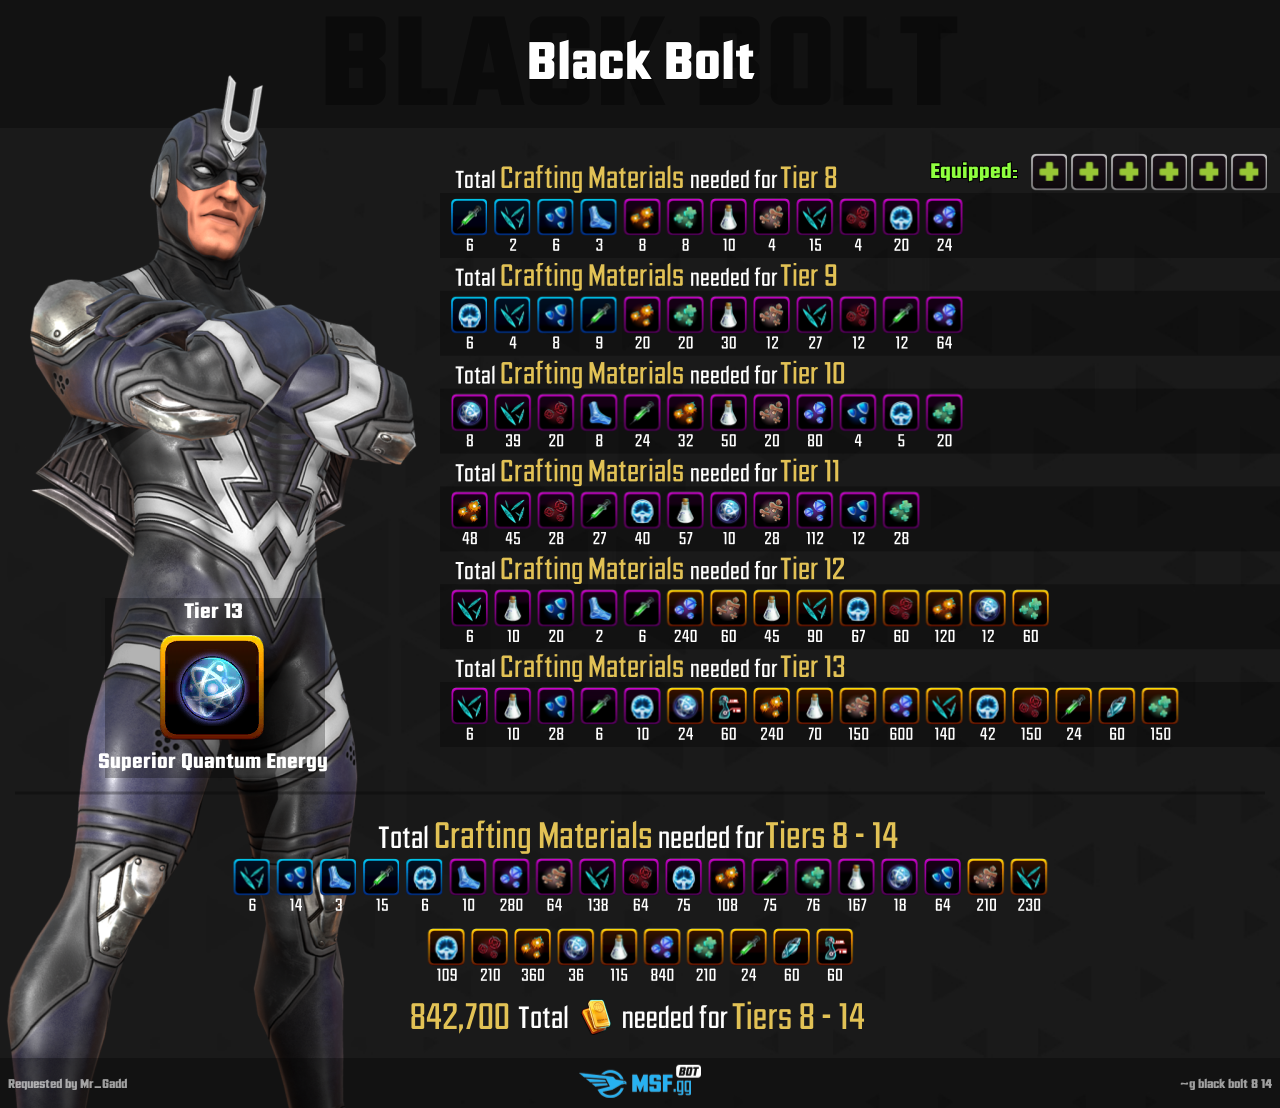 BLACK BOLT
Black Bolt
Equipped:
Total Crafting Materials needed for Tier 8
6 2 6 3 8 8 10 4 15 4 20 24
Total Crafting Materials needed for Tier 9
6 4 8 9 20 20 30 12 27 12 12 64
Total Crafting Materials needed for Tier 10
8 39 20 8 24 32 50 20 80 4 5 20
Total Crafting Materials needed for Tier 11
48 45 28 27 40 57 10 28 112 12 28
Total Crafting Materials needed for Tier 12
6 10 20 2 6 240 60 45 90 67 60 120 12 60
Total Crafting Materials needed for Tier 13
6 10 28 6 10 24 60 240 70 150 600 140 42 150 24 60 150
Tier 13
Superior Quantum Energy
Total Crafting Materials needed for Tiers 8 - 14
6 14 3 15 6 10 280 64 138 64 75 108 75 76 167 18 64 210 230
109 210 360 36 115 840 210 24 60 60
842,700 Total needed for Tiers 8 - 14
Requested by Mr_Gadd
MSF.gg BOT
~g black bolt 8 14